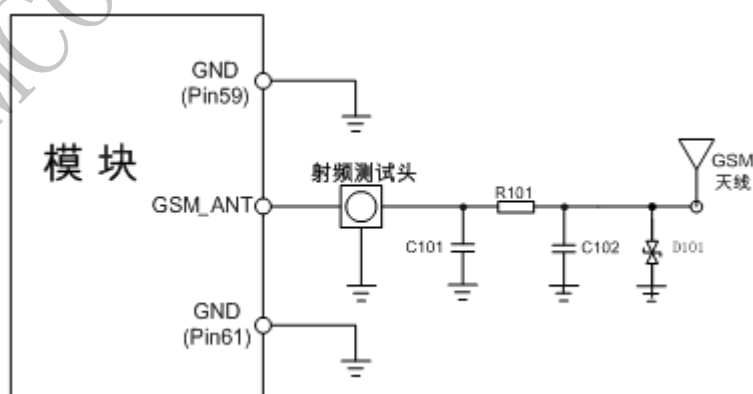 GND
(Pin59)
模 块
射频测试头
GSM_ANT
R101
GSM
天线
C101
C102
D101
GND
(Pin61)